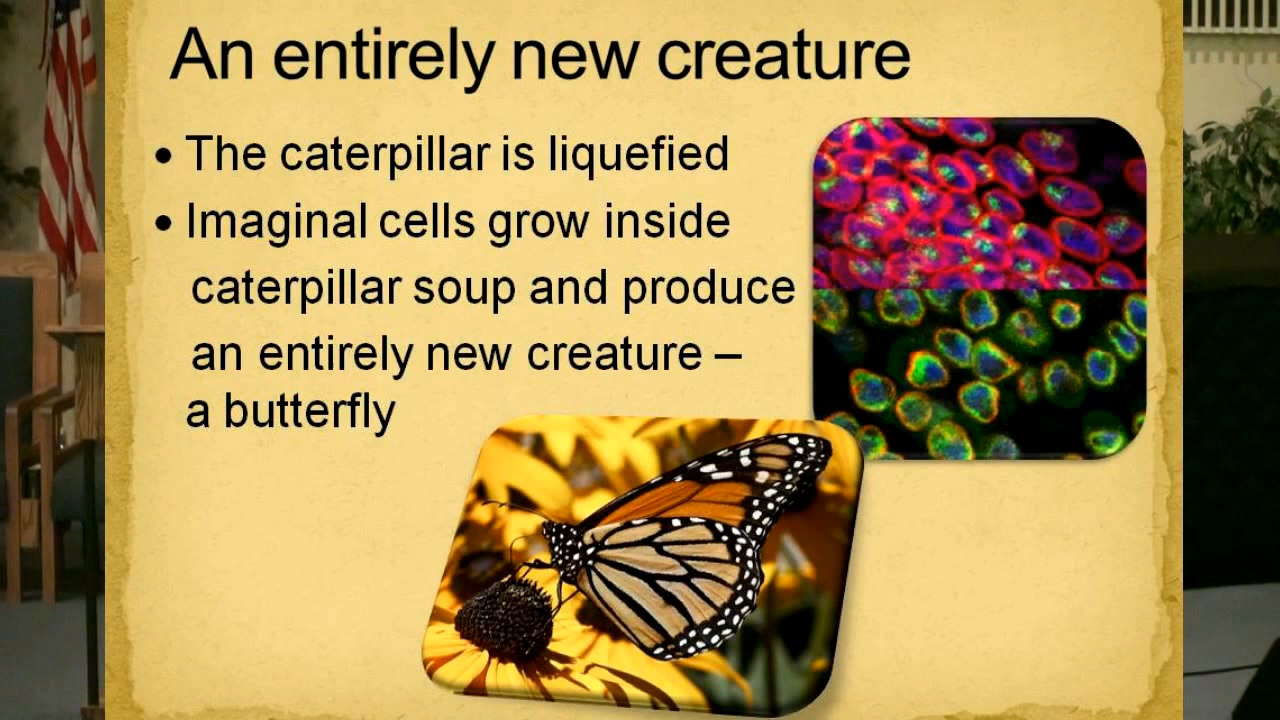 An entirely new creature
• The caterpillar is liquefied
• Imaginal cells grow inside
caterpillar soup and produce
an entirely new creature –
a butterfly